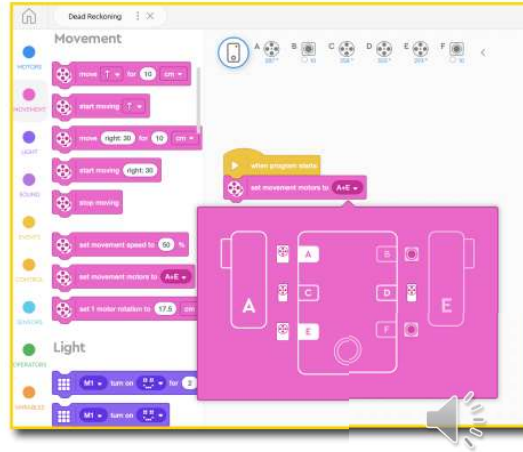 Dead Reckoning
Movement
A B C D E F
MOTORS
move ↑ for 10 cm
MOVEMENT
start moving ↑
LIGHT
move right: 30 for 10 cm
start moving right: 30
when program starts
SOUND
stop moving
set movement motors to A+E
EVENTS
set movement speed to 50 %
CONTROL
set movement motors to A+E
SENSORS
set 1 motor rotation to 17.5 cm
A B
A C D E
E F
Light
OPERATORS
M1 turn on for 2
VARIABLES
M1 turn on